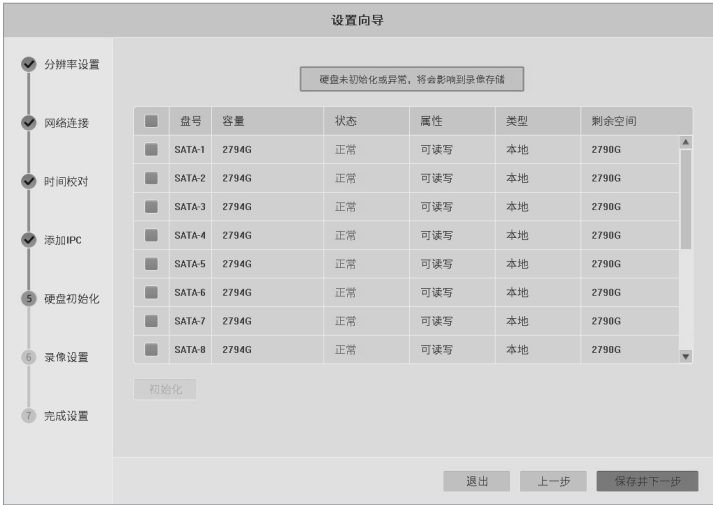 设置向导
分辨率设置
网络连接
时间校对
添加IPC
5 硬盘初始化
6 录像设置
7 完成设置
硬盘未初始化或异常，将会影响到录像存储
盘号 容量 状态 属性 类型 剩余空间
SATA-1 2794G 正常 可读写 本地 2790G
SATA-2 2794G 正常 可读写 本地 2790G
SATA-3 2794G 正常 可读写 本地 2790G
SATA-4 2794G 正常 可读写 本地 2790G
SATA-5 2794G 正常 可读写 本地 2790G
SATA-6 2794G 正常 可读写 本地 2790G
SATA-7 2794G 正常 可读写 本地 2790G
SATA-8 2794G 正常 可读写 本地 2790G
初始化
退出 上一步 保存并下一步